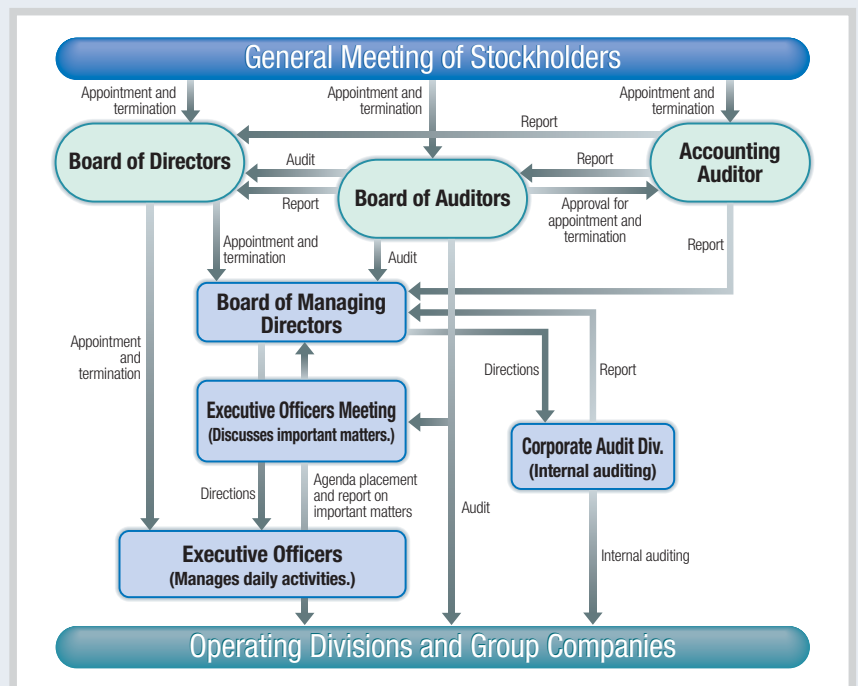 General Meeting of Stockholders
Appointment and
termination
Appointment and
termination
Appointment and
termination
Report
Board of Directors
Audit
Report
Board of Auditors
Report
Approval for
appointment and
termination
Accounting
Auditor
Appointment and
termination
Audit
Report
Board of Managing
Directors
Appointment
and
termination
Directions
Report
Executive Officers Meeting
(Discusses important matters.)
Corporate Audit Div.
(Internal auditing)
Directions
Agenda placement
and report on
important matters
Audit
Executive Officers
(Manages daily activities.)
Internal auditing
Operating Divisions and Group Companies